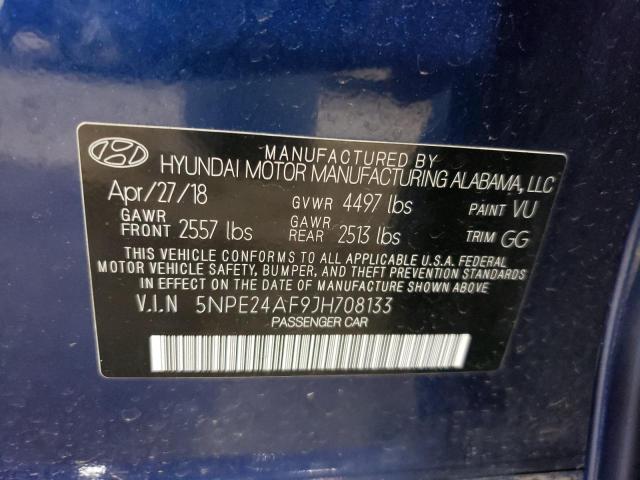 MANUFACTURED BY
HYUNDAI MOTOR MANUFACTURING ALABAMA, LLC
Apr/27/18 GVWR 4497 lbs PAINT VU
GAWR FRONT 2557 lbs GAWR REAR 2513 lbs TRIM GG
THIS VEHICLE CONFORMS TO ALL APPLICABLE U.S.A. FEDERAL
MOTOR VEHICLE SAFETY, BUMPER, AND THEFT PREVENTION STANDARDS
IN EFFECT ON THE DATE OF MANUFACTURE SHOWN ABOVE
V.I.N 5NPE24AF9JH708133
PASSENGER CAR